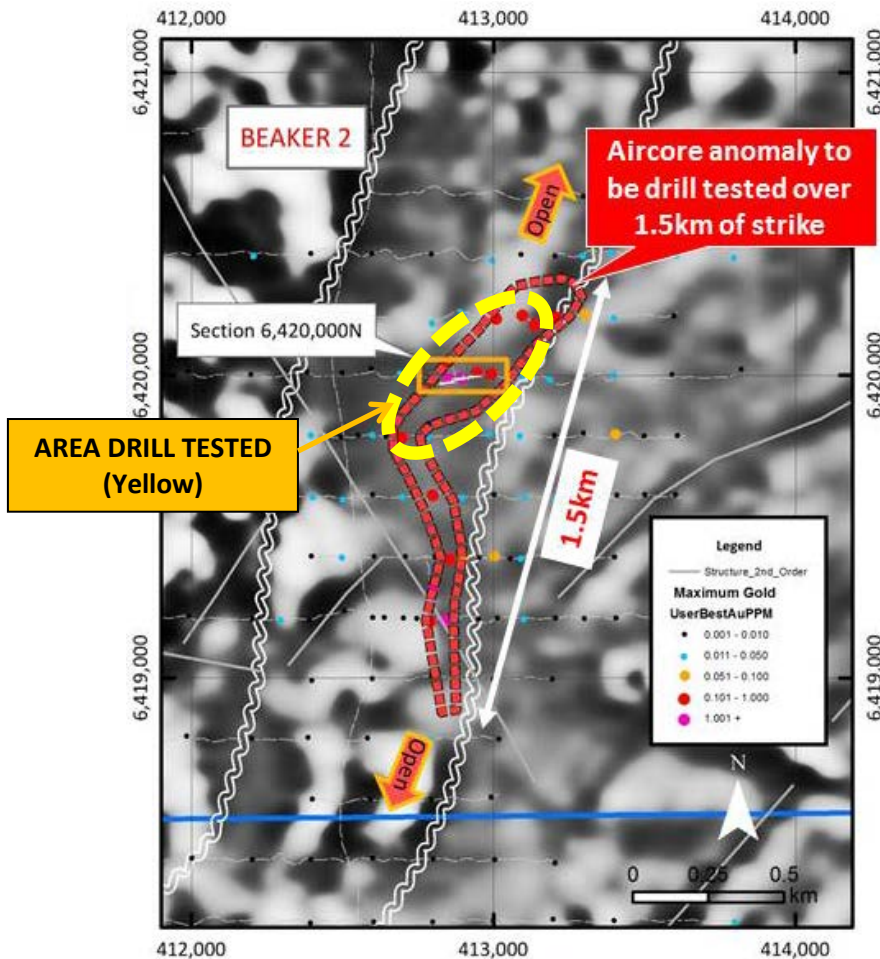 412,000
413,000
414,000
6,421,000
6,421,000
BEAKER 2
Aircore anomaly to
be drill tested over
1.5km of strike
Open
Section 6,420,000N
6,420,000
6,420,000
AREA DRILL TESTED
(Yellow)
1.5km
Legend
Structure_2nd_Order
Maximum Gold
UserBestAuPPM
0.001 - 0.010
0.011 - 0.050
0.051 - 0.100
0.101 - 1.000
1.001 +
6,419,000
6,419,000
Open
N
0 0.25 0.5
km
412,000
413,000
414,000